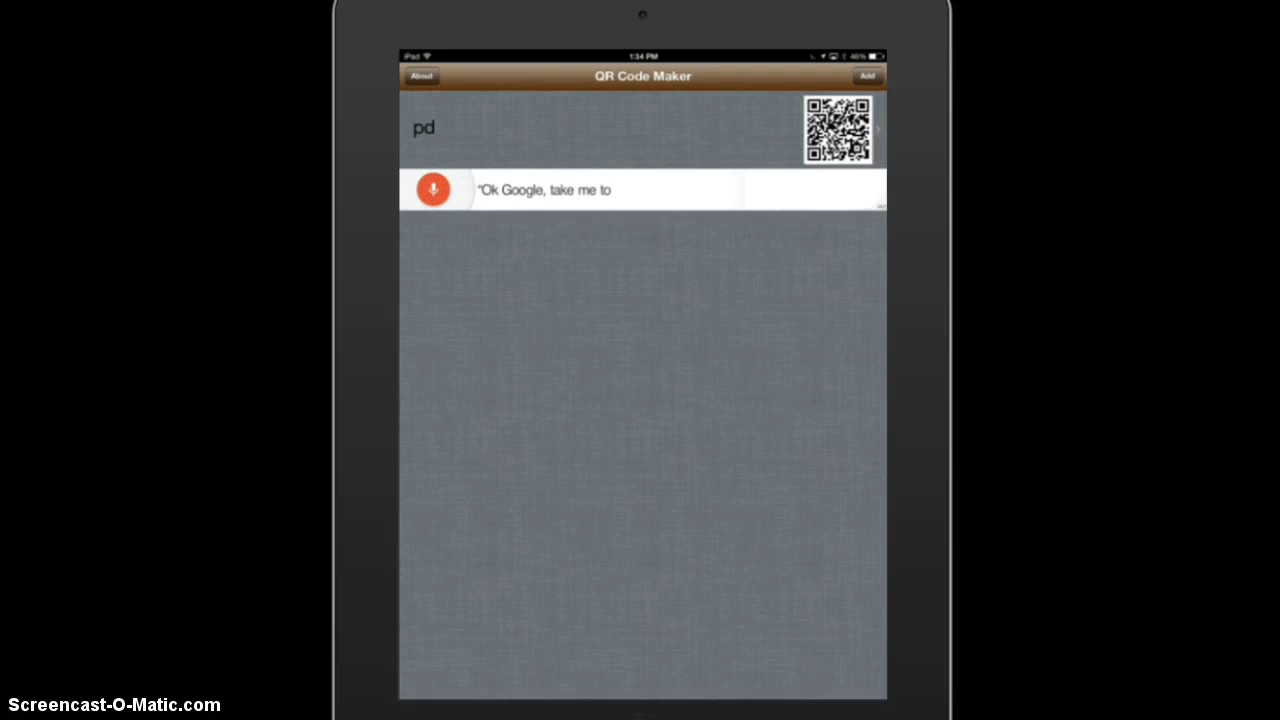 iPad 1:34 PM 46%
About QR Code Maker Add
pd
“Ok Google, take me to
Screencast-O-Matic.com